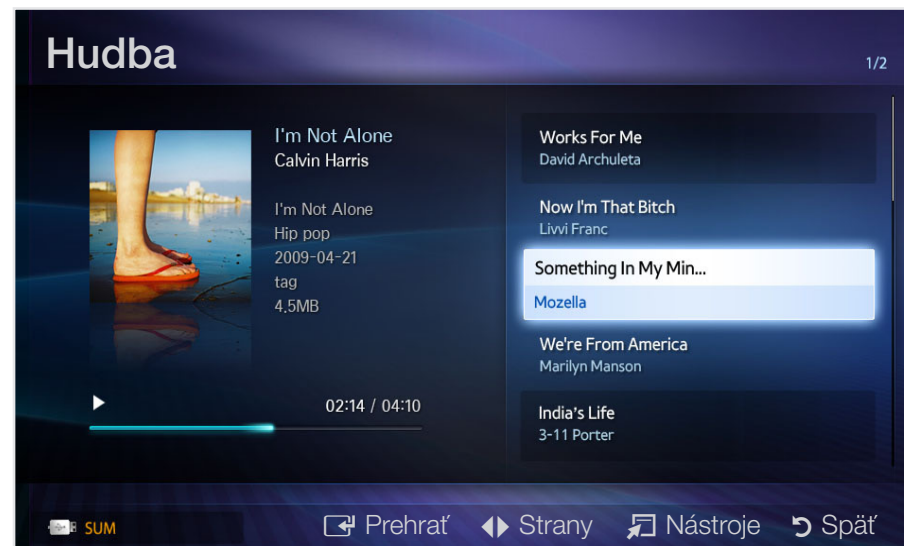 Hudba
1/2
I'm Not Alone
Calvin Harris
I'm Not Alone
Hip pop
2009-04-21
tag
4.5MB
02:14 / 04:10
Works For Me
David Archuleta
Now I'm That Bitch
Livvi Franc
Something In My Min...
Mozella
We're From America
Marilyn Manson
India's Life
3-11 Porter
SUM
Prehrať Strany Nástroje Späť